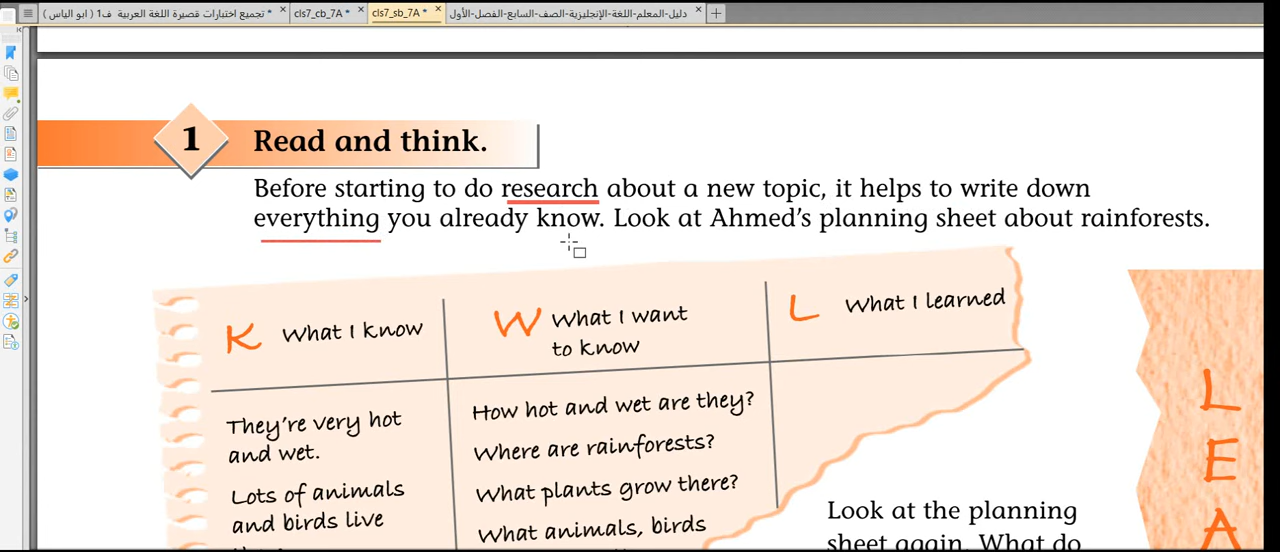 تجميع اختبارات قصيرة اللغة العربية ف1 ( ابو الياس ) *
cls7_cb_7A *
cls7_sb_7A *
دليل-المعلم-اللغة-الإنجليزية-الصف-السابع-الفصل-الأول
1 Read and think.
Before starting to do research about a new topic, it helps to write down
everything you already know. Look at Ahmed's planning sheet about rainforests.
K What I know
W What I want
to know
L What I learned
They're very hot
and wet.
Lots of animals
and birds live
How hot and wet are they?
Where are rainforests?
What plants grow there?
What animals, birds
Look at the planning
sheet again. What do
L
E
A